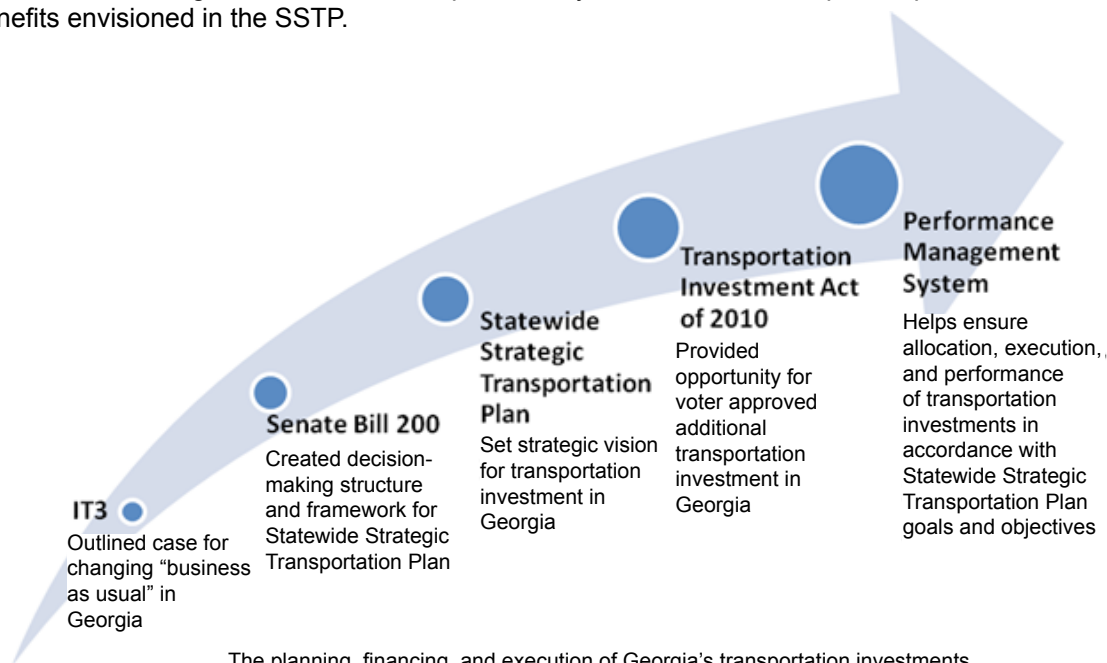 nefits envisioned in the SSTP.
IT3
Outlined case for
changing “business
as usual” in
Georgia
Senate Bill 200
Created decision-
making structure
and framework for
Statewide Strategic
Transportation Plan
Statewide
Strategic
Transportation
Plan
Set strategic vision
for transportation
investment in
Georgia
Transportation
Investment Act
of 2010
Provided
opportunity for
voter approved
additional
transportation
investment in
Georgia
Performance
Management
System
Helps ensure
allocation, execution,
and performance
of transportation
investments in
accordance with
Statewide Strategic
Transportation Plan
goals and objectives
The planning, financing, and execution of Georgia’s transportation investments